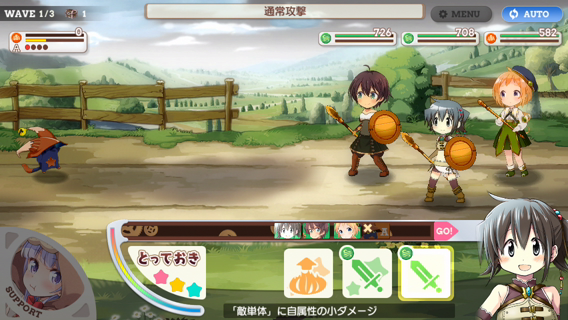 WAVE 1/3
1
通常攻撃
MENU
AUTO
0
A
726
708
582
GO!
とっておき
SUPPORT
「敵単体」に自属性の小ダメージ